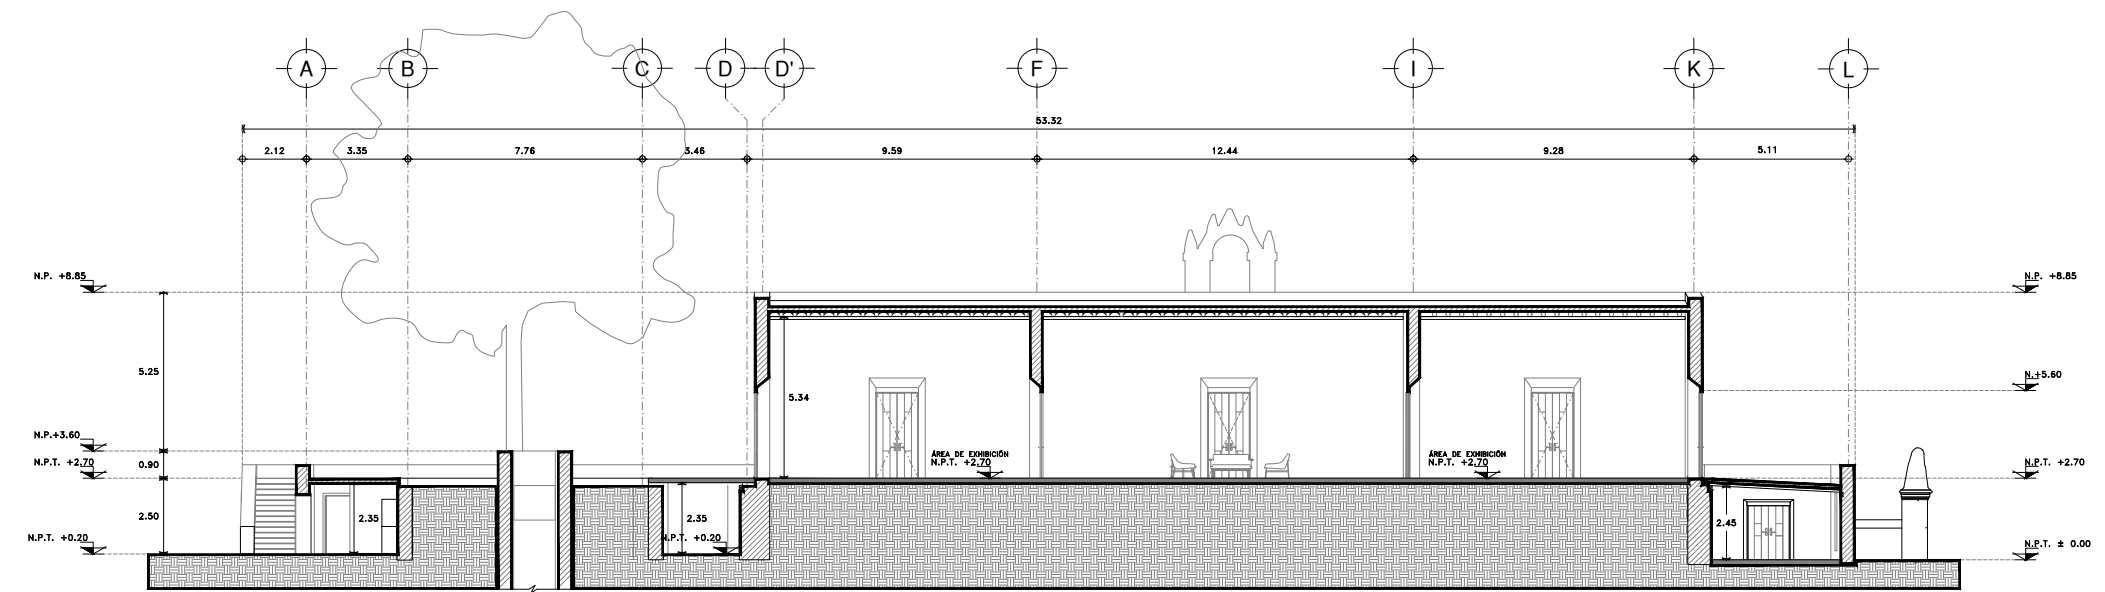 A B C D D' F I K L
53.32
2.12 3.35 7.76 3.46 9.59 12.44 9.28 5.11
N.P. +8.85
N.P. +8.85
5.25
5.34
N.+5.60
N.P.+3.60
N.P.T. +2.70
0.90
ÁREA DE EXHIBICIÓN
N.P.T. +2.70
ÁREA DE EXHIBICIÓN
N.P.T. +2.70
N.P.T. +2.70
2.50
2.35
2.35
2.45
N.P.T. +0.20
N.P.T. +0.20
N.P.T. ± 0.00